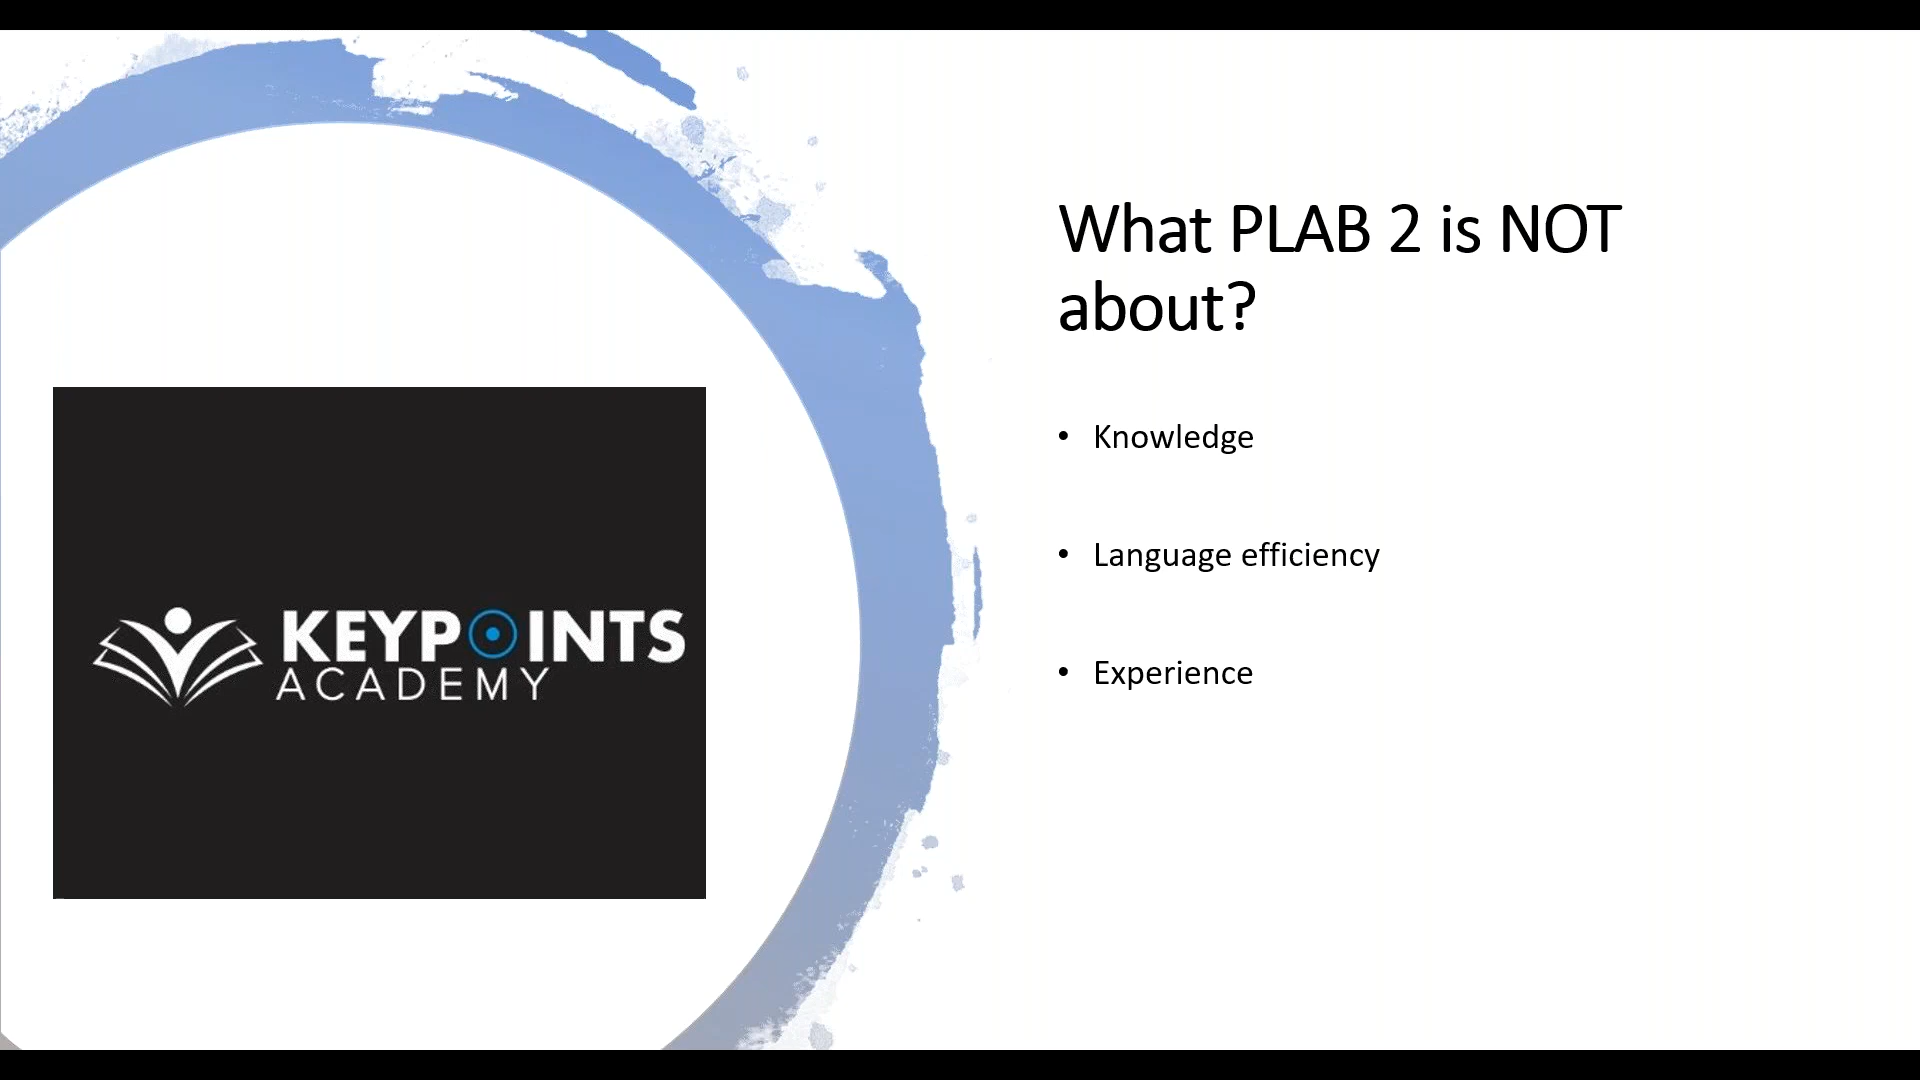 What PLAB 2 is NOT
about?
• Knowledge
• Language efficiency
• Experience
KEYPOINTS
ACADEMY